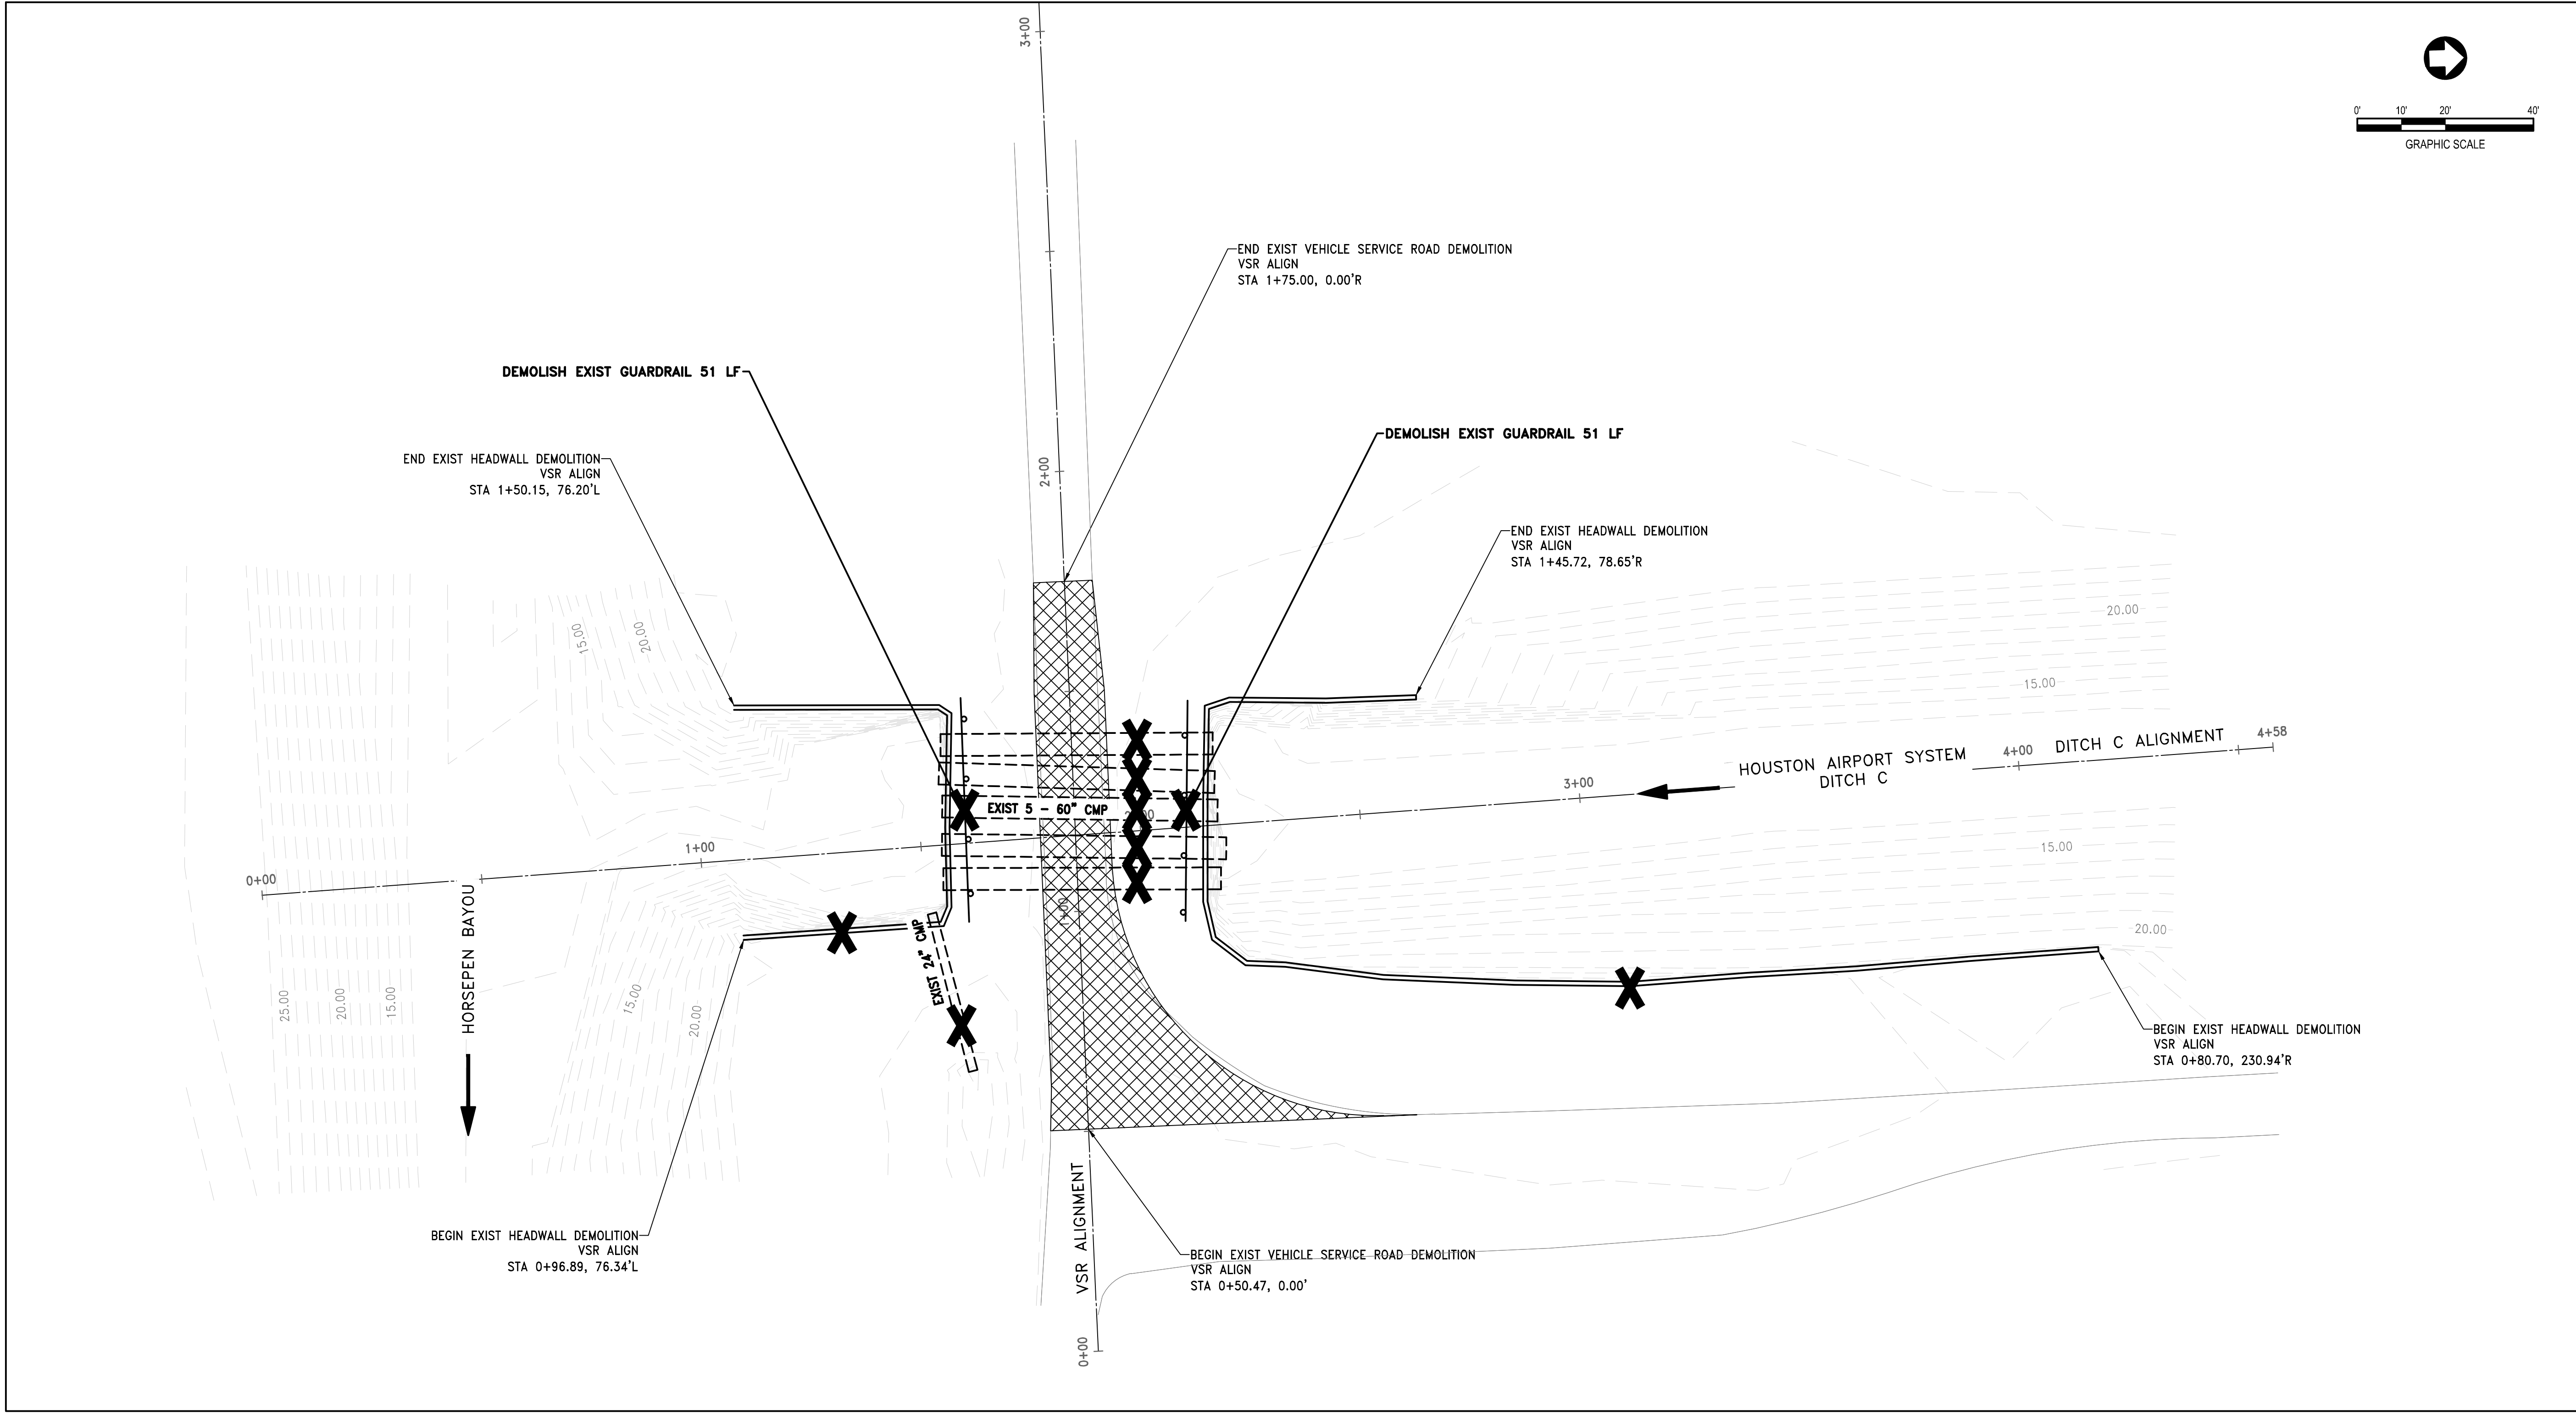 3+00
0' 10' 20' 40'
GRAPHIC SCALE
END EXIST VEHICLE SERVICE ROAD DEMOLITION
VSR ALIGN
STA 1+75.00, 0.00'R
DEMOLISH EXIST GUARDRAIL 51 LF
DEMOLISH EXIST GUARDRAIL 51 LF
END EXIST HEADWALL DEMOLITION
VSR ALIGN
STA 1+50.15, 76.20'L
2+00
END EXIST HEADWALL DEMOLITION
VSR ALIGN
STA 1+45.72, 78.65'R
15.00
20.00
20.00
15.00
HOUSTON AIRPORT SYSTEM
DITCH C
4+00
DITCH C ALIGNMENT
4+58
3+00
EXIST 5 - 60" CMP
1+00
0+00
15.00
1+00
20.00
HORSEPEN BAYOU
EXIST 24" CMP
25.00
20.00
15.00
15.00
20.00
BEGIN EXIST HEADWALL DEMOLITION
VSR ALIGN
STA 0+80.70, 230.94'R
BEGIN EXIST HEADWALL DEMOLITION
VSR ALIGN
STA 0+96.89, 76.34'L
VSR ALIGNMENT
BEGIN EXIST VEHICLE SERVICE ROAD DEMOLITION
VSR ALIGN
STA 0+50.47, 0.00'
0+00